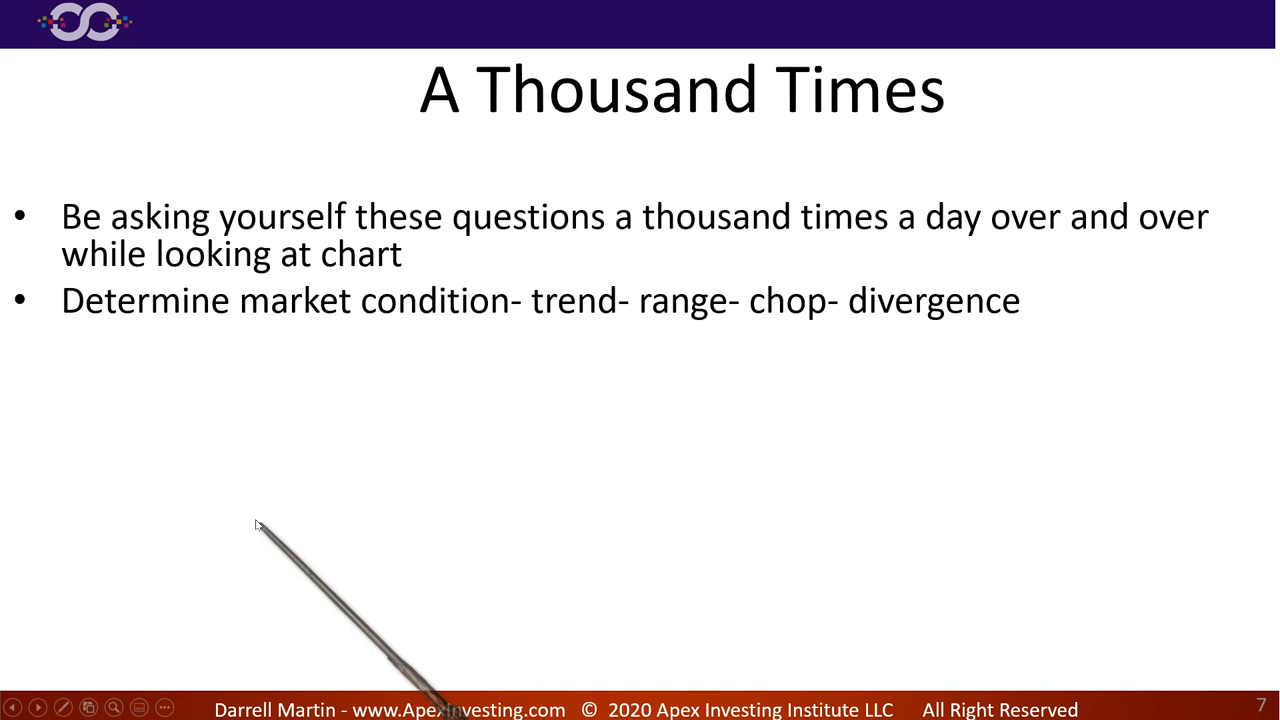 A Thousand Times
• Be asking yourself these questions a thousand times a day over and over
while looking at chart
• Determine market condition- trend- range- chop- divergence
Darrell Martin - www.ApexInvesting.com © 2020 Apex Investing Institute LLC All Right Reserved
7